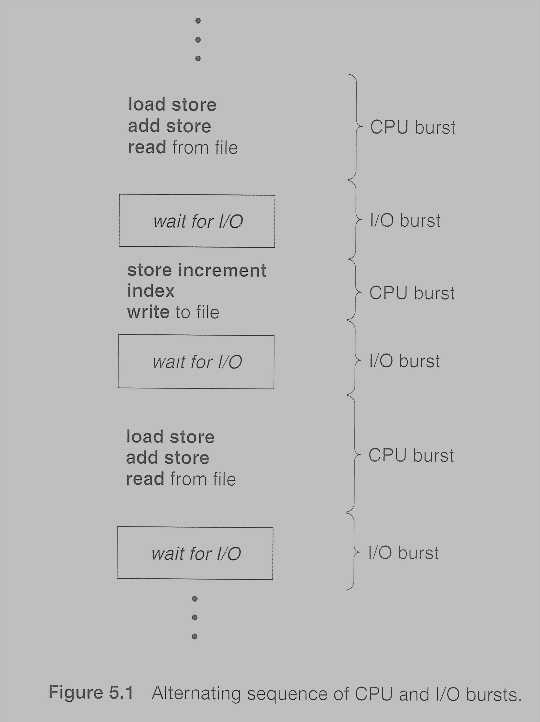 load store
add store
read from file
CPU burst
wait for I/O
I/O burst
store increment
index
write to file
CPU burst
wait for I/O
I/O burst
load store
add store
read from file
CPU burst
wait for I/O
I/O burst
Figure 5.1 Alternating sequence of CPU and I/O bursts.